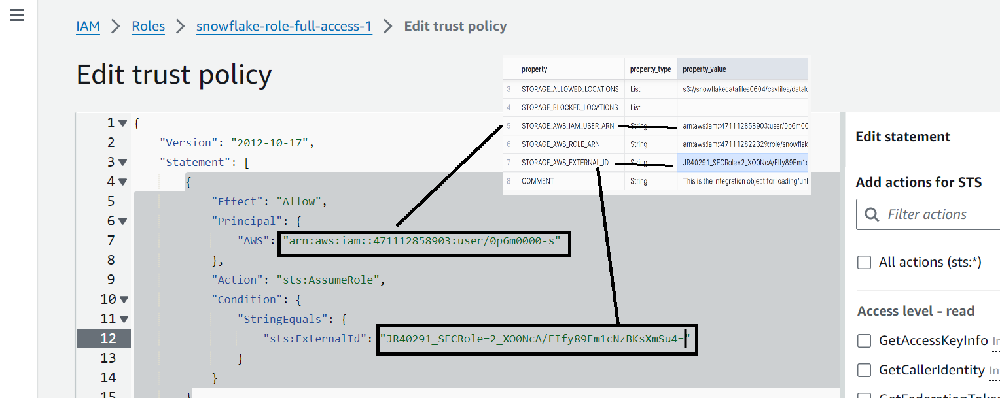 IAM > Roles > snowflake-role-full-access-1 > Edit trust policy
Edit trust policy
property property_type property_value
3 STORAGE_ALLOWED_LOCATIONS List s3://snowflakedatafiles0604/csvfiles/datalo
4 STORAGE_BLOCKED_LOCATIONS List
5 STORAGE_AWS_IAM_USER_ARN String arn:aws:iam::471112858903:user/0p6m00
6 STORAGE_AWS_ROLE_ARN String arn:aws:iam::471112822329:role/snowflak
7 STORAGE_AWS_EXTERNAL_ID String JR40291_SFCRole=2_XO0NcA/FIfy89Em1c
8 COMMENT String This is the integration object for loading/unl
1 {
2 "Version": "2012-10-17",
3 "Statement": [
4 {
5 "Effect": "Allow",
6 "Principal": {
7 "AWS": "arn:aws:iam::471112858903:user/0p6m0000-s"
8 },
9 "Action": "sts:AssumeRole",
10 "Condition": {
11 "StringEquals": {
12 "sts:ExternalId": "JR40291_SFCRole=2_XO0NcA/FIfy89Em1cNzBKsXmSu4="
13 }
14 }
15 }
Edit statement
Add actions for STS
Filter actions
All actions (sts:*)
Access level - read
GetAccessKeyInfo In
GetCallerIdentity In
GetFederationToken